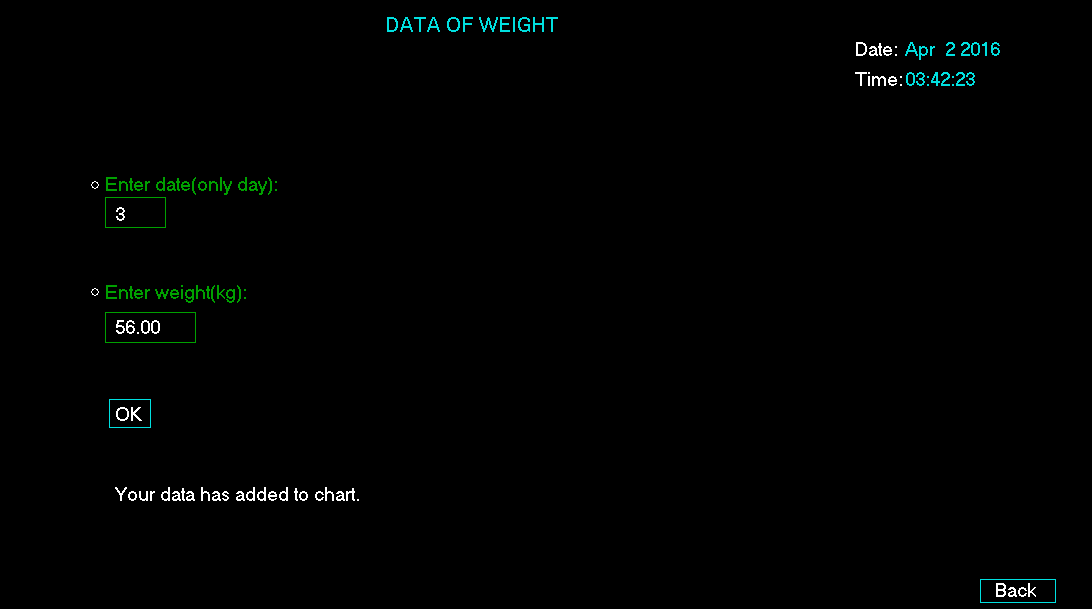 DATA OF WEIGHT
Date: Apr  2 2016
Time:03:42:23
Enter date(only day):
3
Enter weight(kg):
56.00
OK
Your data has added to chart.
Back